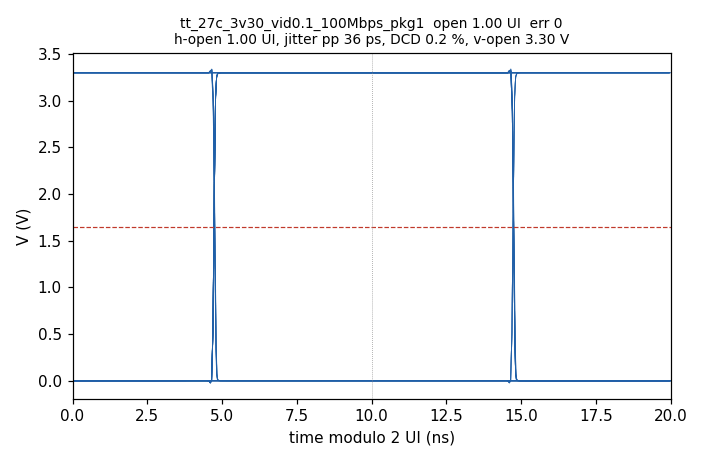 tt_27c_3v30_vid0.1_100Mbps_pkg1  open 1.00 UI  err 0
h-open 1.00 UI, jitter pp 36 ps, DCD 0.2 %, v-open 3.30 V
3.5
3.0
2.5
2.0
1.5
1.0
0.5
0.0
V (V)
0.0 2.5 5.0 7.5 10.0 12.5 15.0 17.5 20.0
time modulo 2 UI (ns)